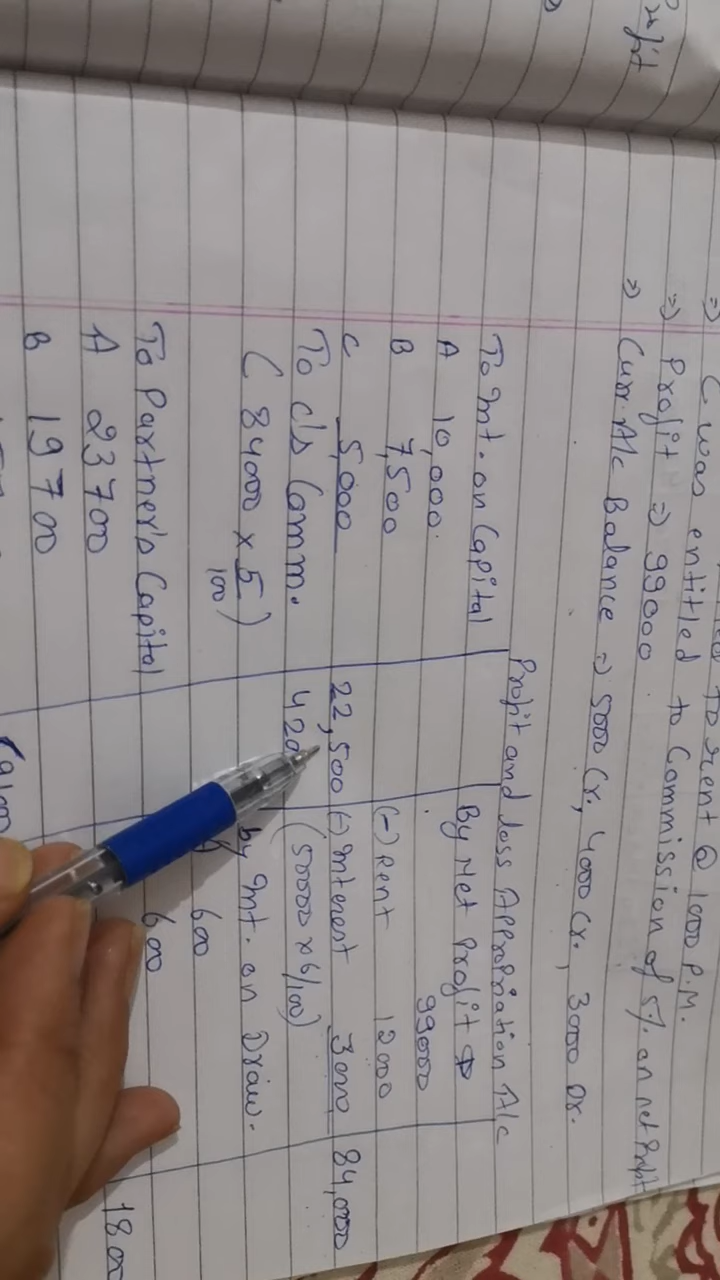 Profit
C was entitled to rent @ 1000 P.M.
⇒ Profit ⇒ 99000. to Commission of 5% on net Profit
⇒ Curr. A/c Balance ⇒ 5000 Cr, 4000 Cr., 3000 Dr.
Profit and loss Appropriation A/c
To Int. on Capital
A 10,000.
B 7,500
C 5,000 22,500
To C's Comm. 420
(84000 × 5/100)
To Partner's Capital
A 23700
B 19700
By Net Profit
99000
(-) Rent 12000
(-) Interest 3000 84,000
(50000 × 6/100)
by Int. on Draw.
600
600
1800